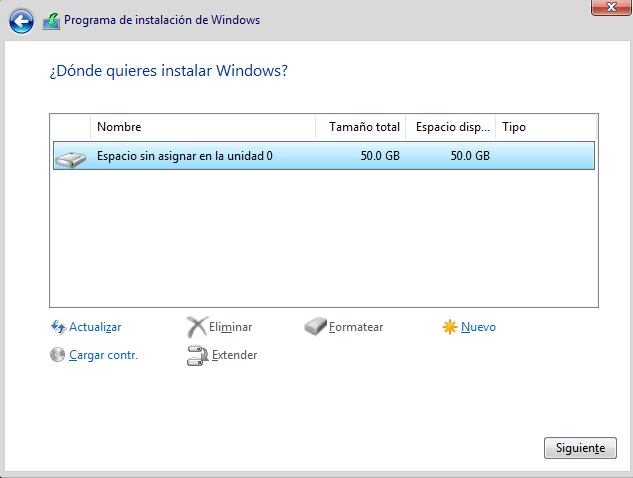 Programa de instalación de Windows
¿Dónde quieres instalar Windows?
Nombre Tamaño total Espacio disp... Tipo
Espacio sin asignar en la unidad 0 50.0 GB 50.0 GB
Actualizar Eliminar Formatear Nuevo
Cargar contr. Extender
Siguiente